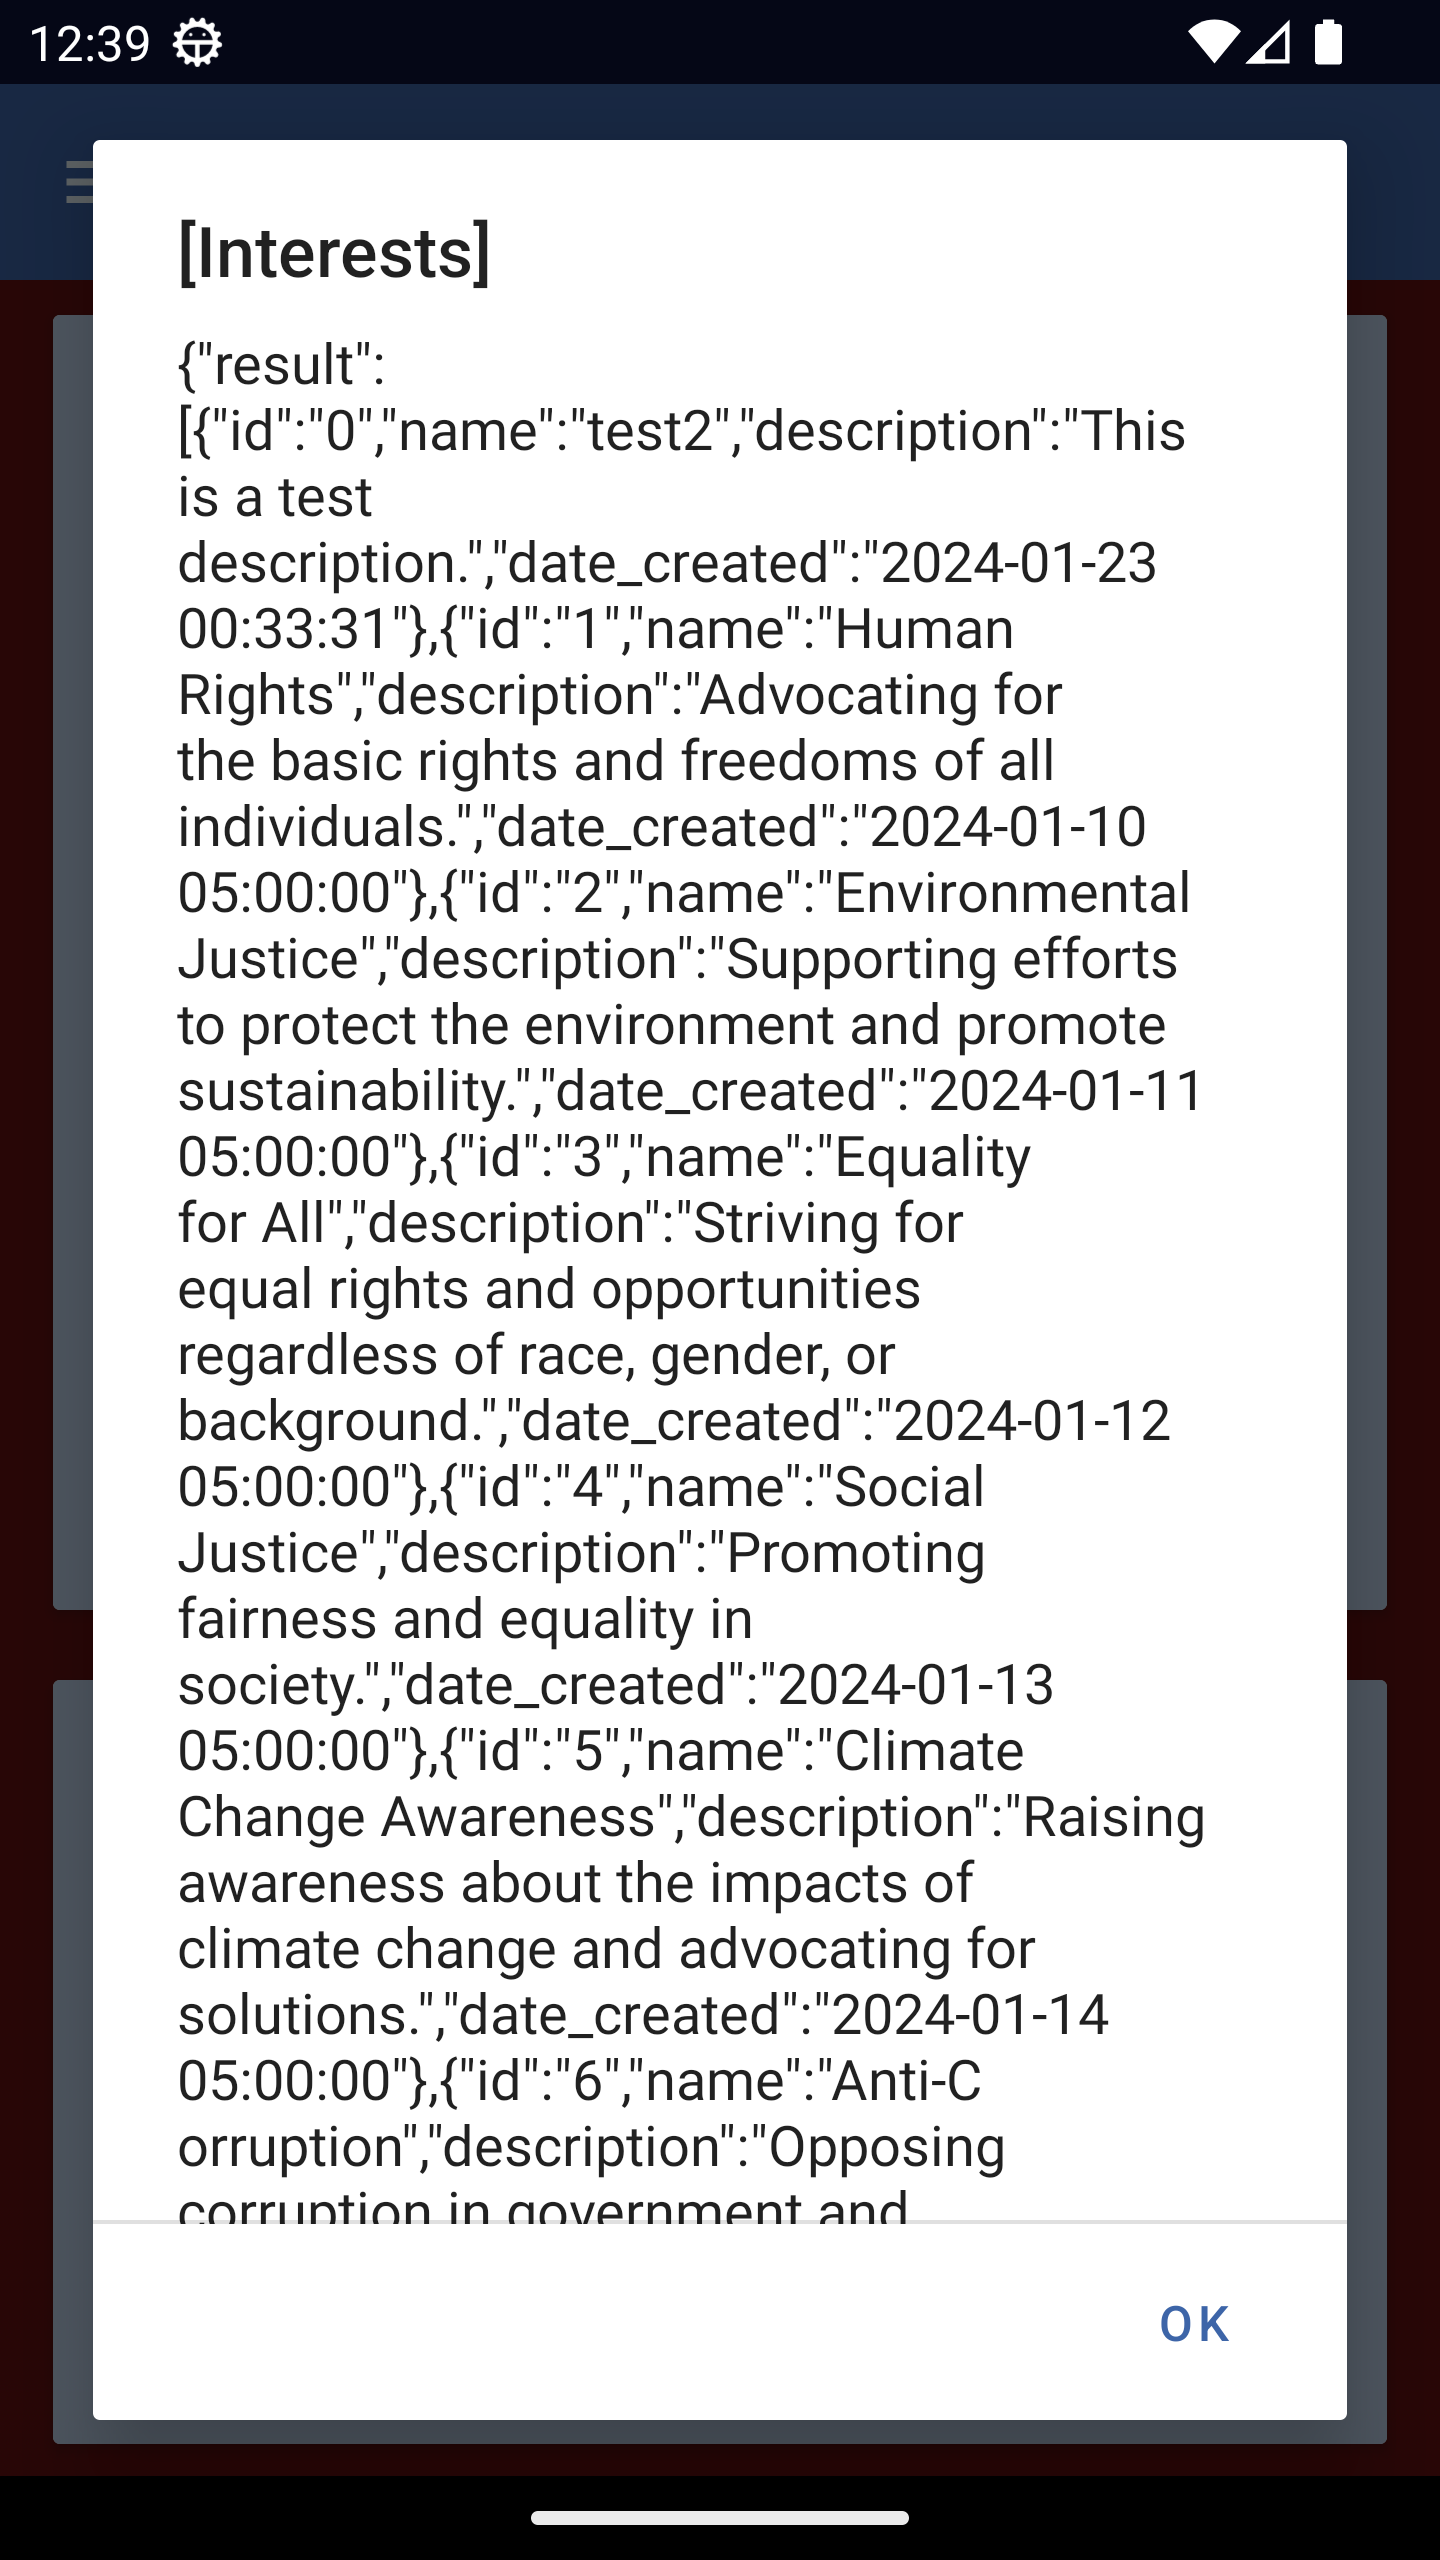 12:39
[Interests]
{"result":
[{"id":"0","name":"test2","description":"This
is a test
description.","date_created":"2024-01-23
00:33:31"},{"id":"1","name":"Human
Rights","description":"Advocating for
the basic rights and freedoms of all
individuals.","date_created":"2024-01-10
05:00:00"},{"id":"2","name":"Environmental
Justice","description":"Supporting efforts
to protect the environment and promote
sustainability.","date_created":"2024-01-11
05:00:00"},{"id":"3","name":"Equality
for All","description":"Striving for
equal rights and opportunities
regardless of race, gender, or
background.","date_created":"2024-01-12
05:00:00"},{"id":"4","name":"Social
Justice","description":"Promoting
fairness and equality in
society.","date_created":"2024-01-13
05:00:00"},{"id":"5","name":"Climate
Change Awareness","description":"Raising
awareness about the impacts of
climate change and advocating for
solutions.","date_created":"2024-01-14
05:00:00"},{"id":"6","name":"Anti-C
orruption","description":"Opposing
corruption in government and
OK